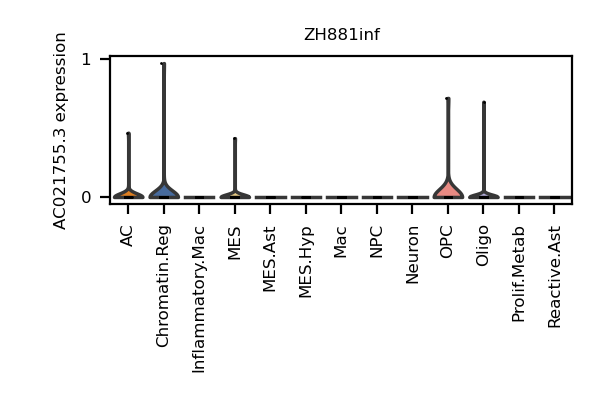 ZH881inf
AC021755.3 expression
1
0
AC
Chromatin.Reg
Inflammatory.Mac
MES
MES.Ast
MES.Hyp
Mac
NPC
Neuron
OPC
Oligo
Prolif.Metab
Reactive.Ast